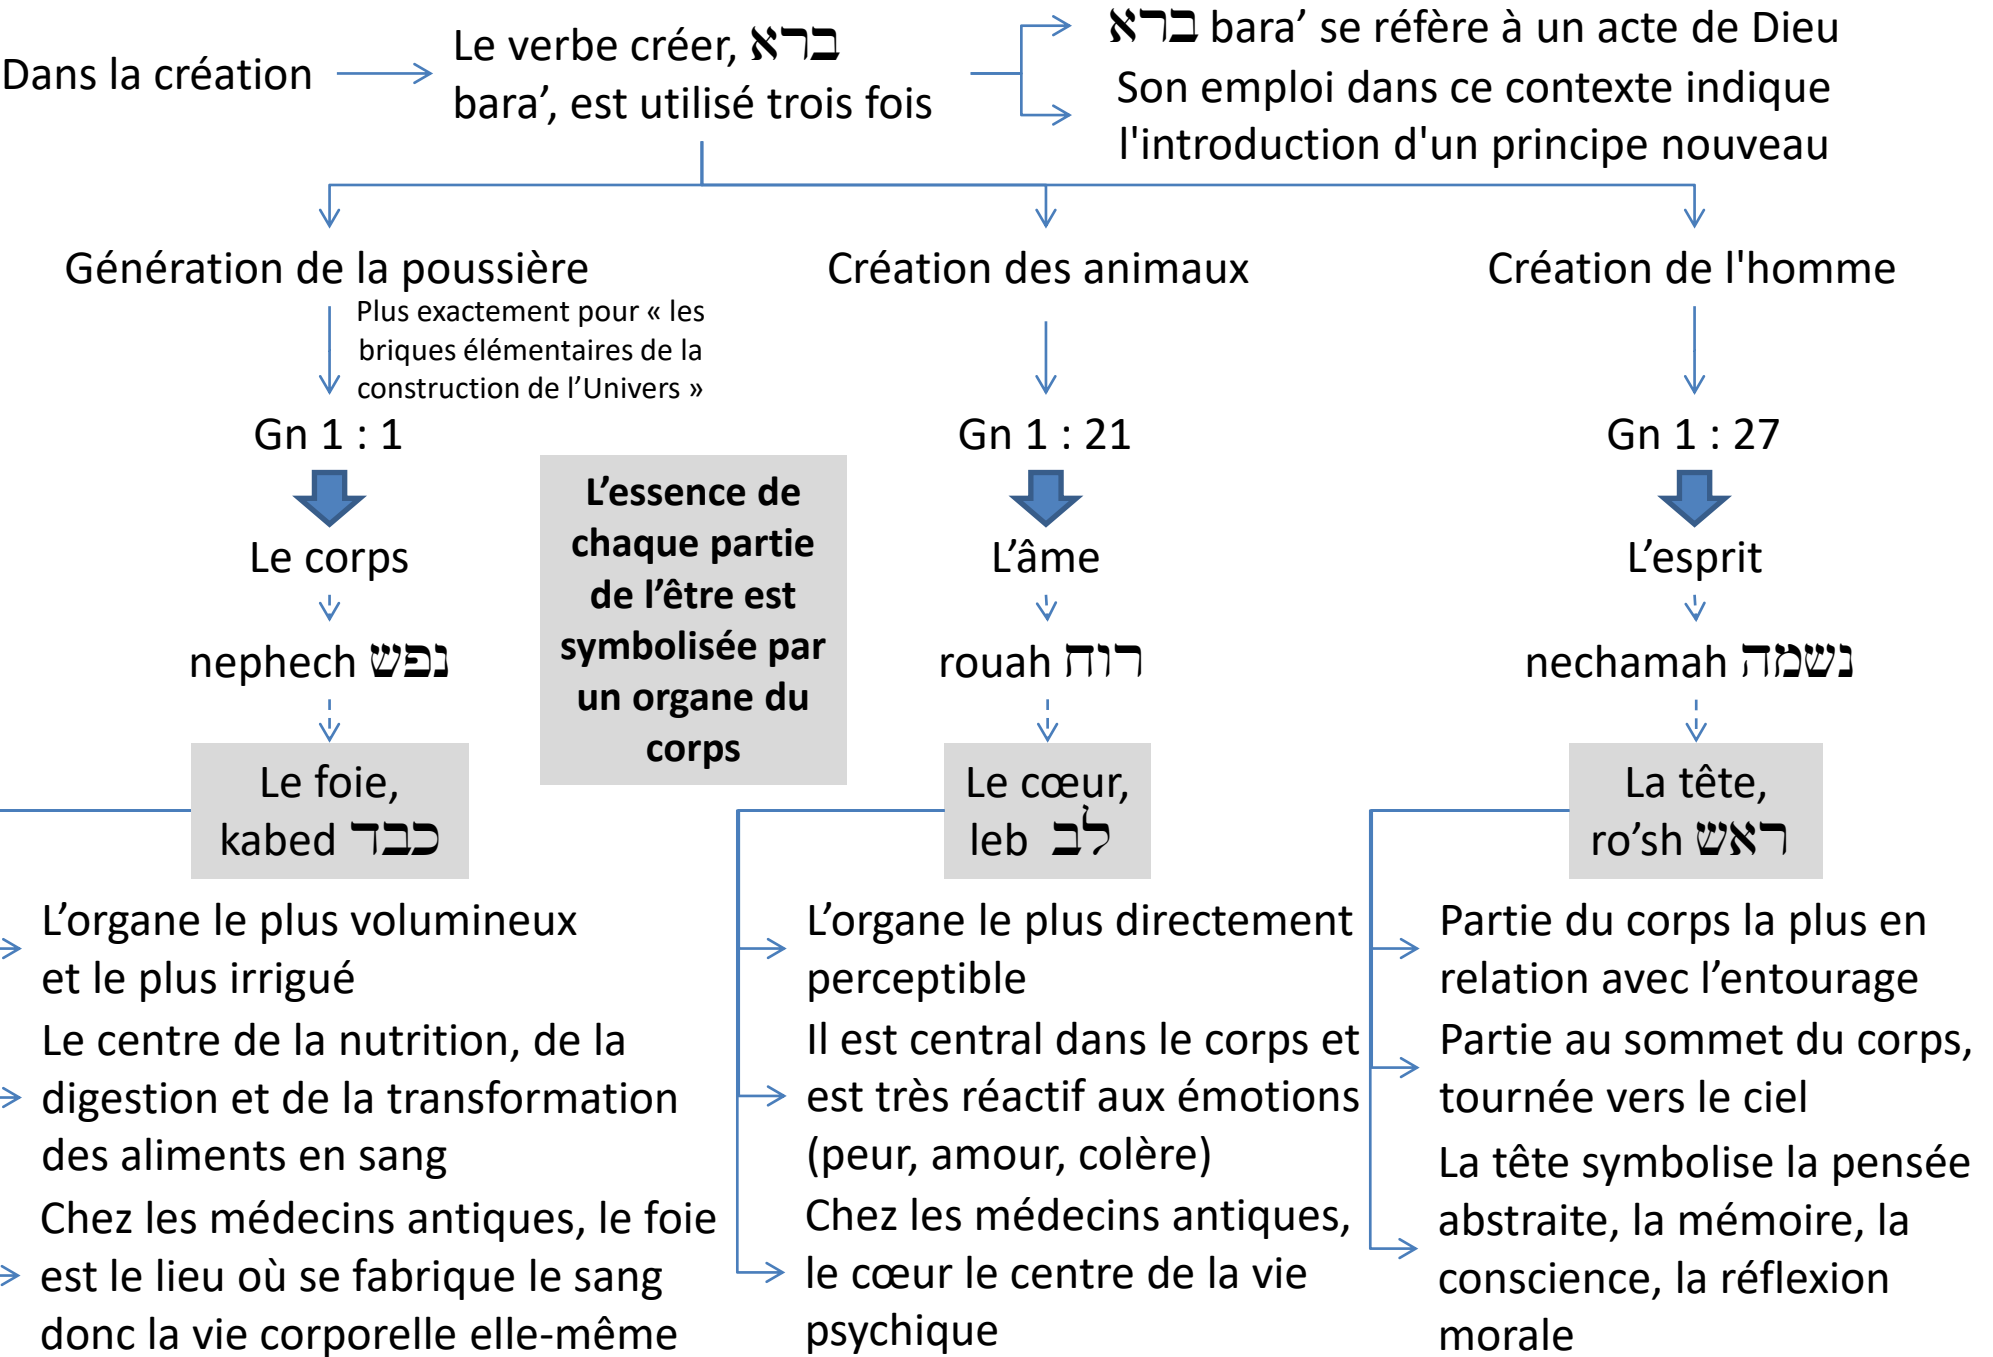 Dans la création
Le verbe créer, ברא
bara’, est utilisé trois fois
ברא bara’ se réfère à un acte de Dieu
Son emploi dans ce contexte indique
l'introduction d'un principe nouveau
Génération de la poussière
Plus exactement pour « les
briques élémentaires de la
construction de l’Univers »
Gn 1 : 1
Le corps
nephech נפש
Le foie,
kabed כבד
L’organe le plus volumineux
et le plus irrigué
Le centre de la nutrition, de la
digestion et de la transformation
des aliments en sang
Chez les médecins antiques, le foie
est le lieu où se fabrique le sang
donc la vie corporelle elle-même
L’essence de
chaque partie
de l’être est
symbolisée par
un organe du
corps
Création des animaux
Gn 1 : 21
L’âme
rouah רוח
Le cœur,
leb לב
L’organe le plus directement
perceptible
Il est central dans le corps et
est très réactif aux émotions
(peur, amour, colère)
Chez les médecins antiques,
le cœur le centre de la vie
psychique
Création de l'homme
Gn 1 : 27
L’esprit
nechamah נשמה
La tête,
ro’sh ראש
Partie du corps la plus en
relation avec l’entourage
Partie au sommet du corps,
tournée vers le ciel
La tête symbolise la pensée
abstraite, la mémoire, la
conscience, la réflexion
morale